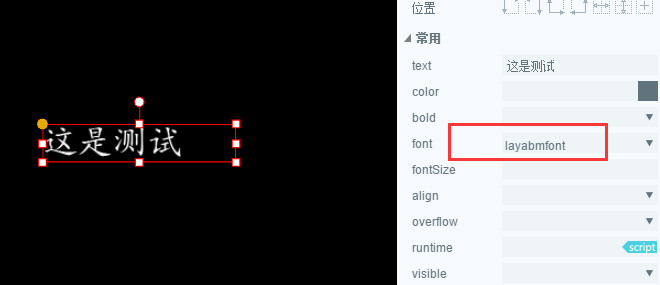 位置
常用
text 这是测试
color
这是测试
bold
font layabmfont
fontSize
align
overflow
runtime script
visible